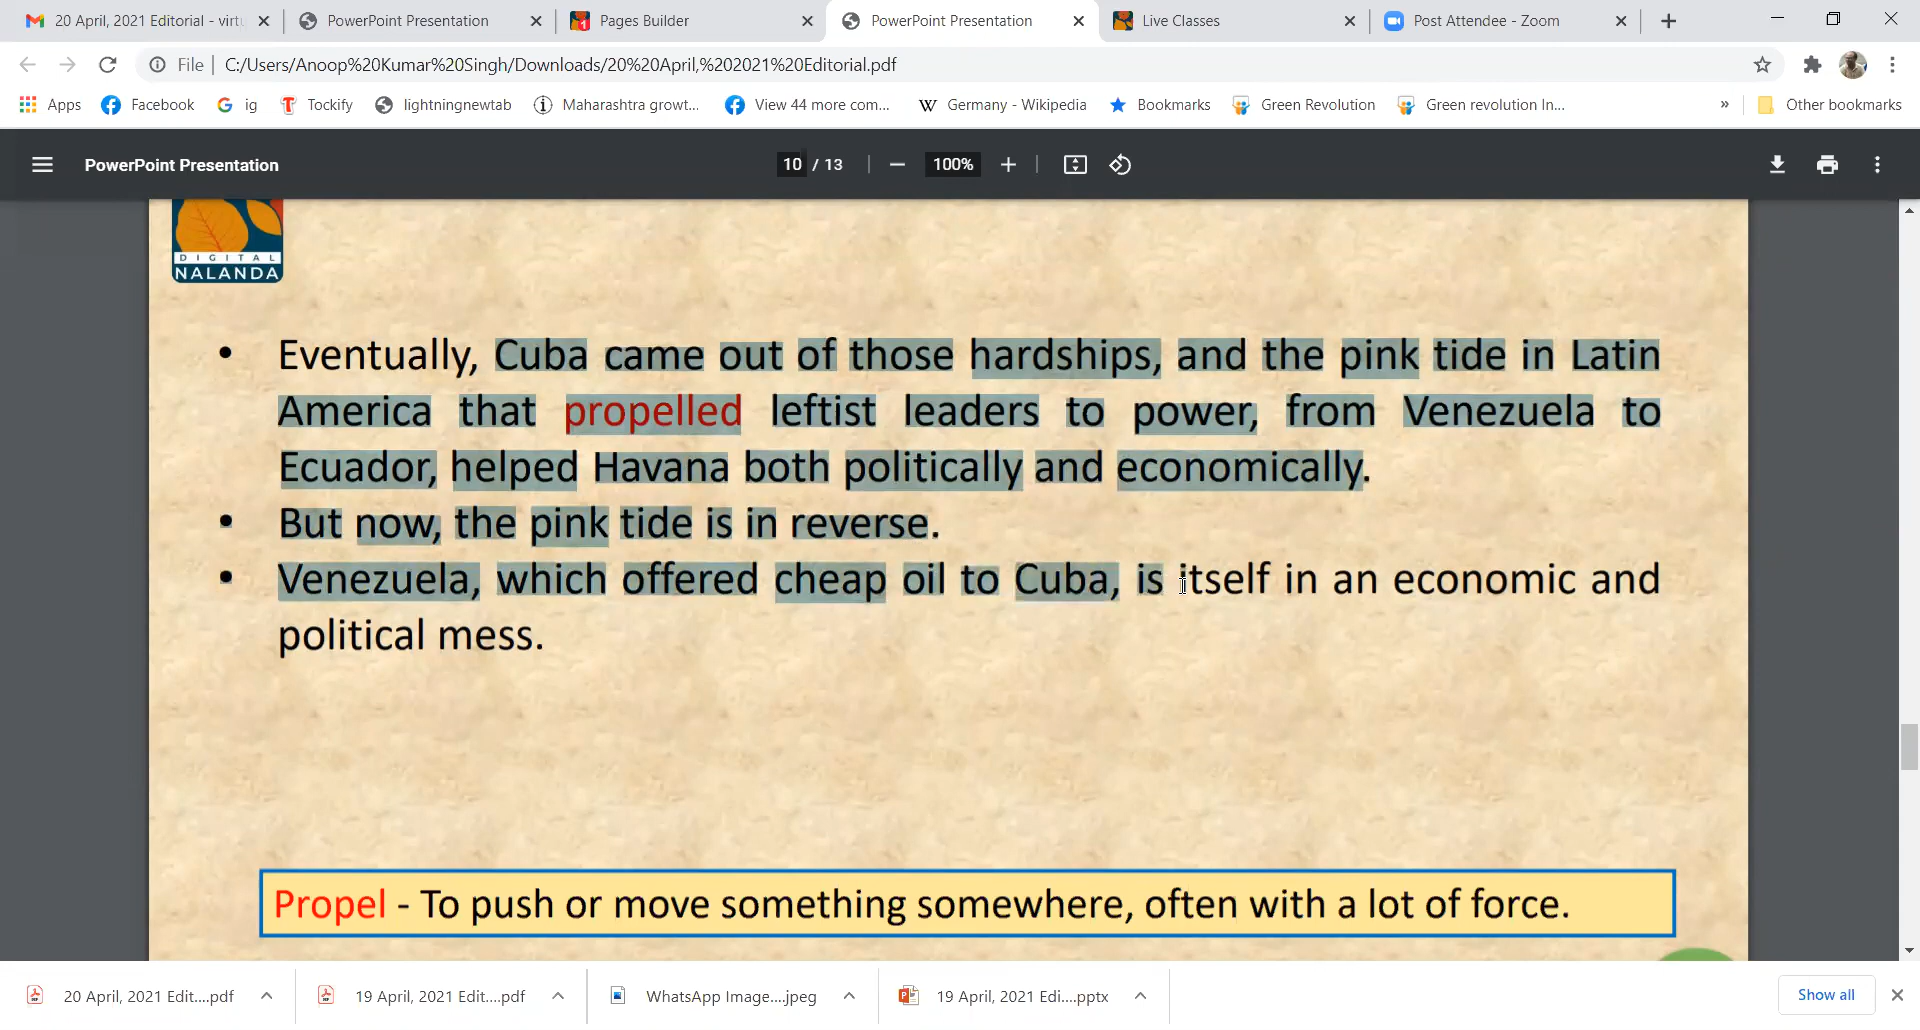 20 April, 2021 Editorial - virtu
PowerPoint Presentation
Pages Builder
PowerPoint Presentation
Live Classes
Post Attendee - Zoom
File | C:/Users/Anoop%20Kumar%20Singh/Downloads/20%20April,%202021%20Editorial.pdf
Apps
Facebook
ig
Tockify
lightningnewtab
Maharashtra growt...
View 44 more com...
Germany - Wikipedia
Bookmarks
Green Revolution
Green revolution In...
»
Other bookmarks
PowerPoint Presentation
10 / 13
100%
DIGITAL
NALANDA
• Eventually, Cuba came out of those hardships, and the pink tide in Latin
America that propelled leftist leaders to power, from Venezuela to
Ecuador, helped Havana both politically and economically.
• But now, the pink tide is in reverse.
• Venezuela, which offered cheap oil to Cuba, is itself in an economic and
political mess.
Propel - To push or move something somewhere, often with a lot of force.
20 April, 2021 Edit....pdf
19 April, 2021 Edit....pdf
WhatsApp Image....jpeg
19 April, 2021 Edi....pptx
Show all